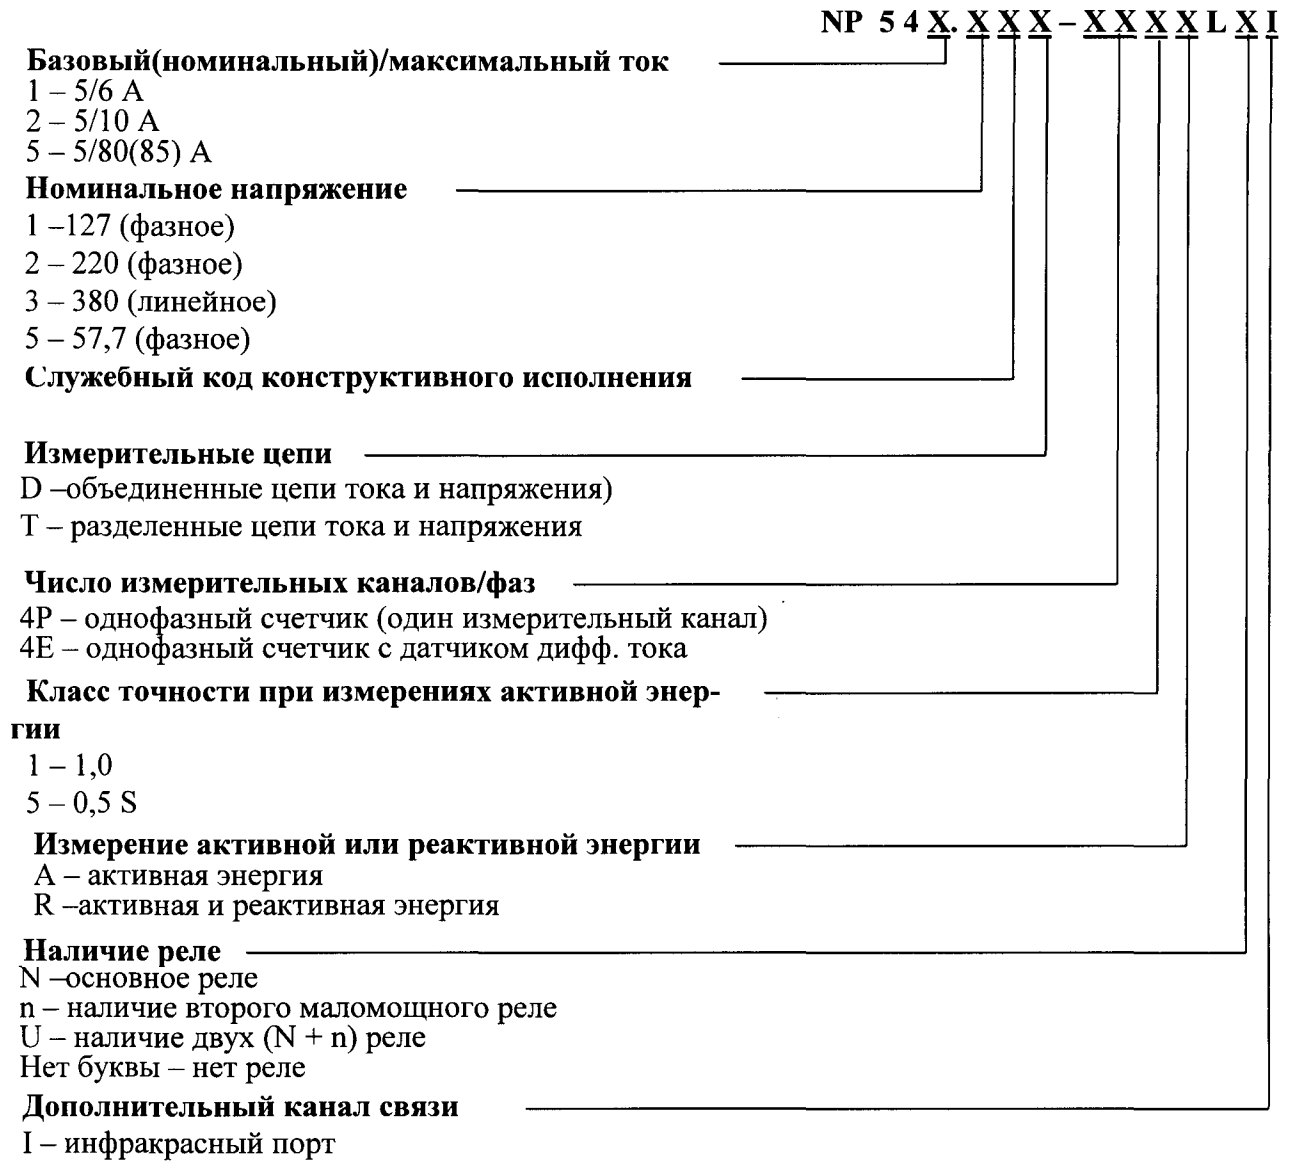 NP 5 4 X. X X X – X X X X L X I
Базовый(номинальный)/максимальный ток
1 – 5/6 А
2 – 5/10 А
5 – 5/80(85) А
Номинальное напряжение
1 –127 (фазное)
2 – 220 (фазное)
3 – 380 (линейное)
5 – 57,7 (фазное)
Служебный код конструктивного исполнения
Измерительные цепи
D –объединенные цепи тока и напряжения)
T – разделенные цепи тока и напряжения
Число измерительных каналов/фаз
4P – однофазный счетчик (один измерительный канал)
4E – однофазный счетчик с датчиком дифф. тока
Класс точности при измерениях активной энер-
гии
1 – 1,0
5 – 0,5 S
Измерение активной или реактивной энергии
A – активная энергия
R –активная и реактивная энергия
Наличие реле
N –основное реле
n – наличие второго маломощного реле
U – наличие двух (N + n) реле
Нет буквы – нет реле
Дополнительный канал связи
I – инфракрасный порт